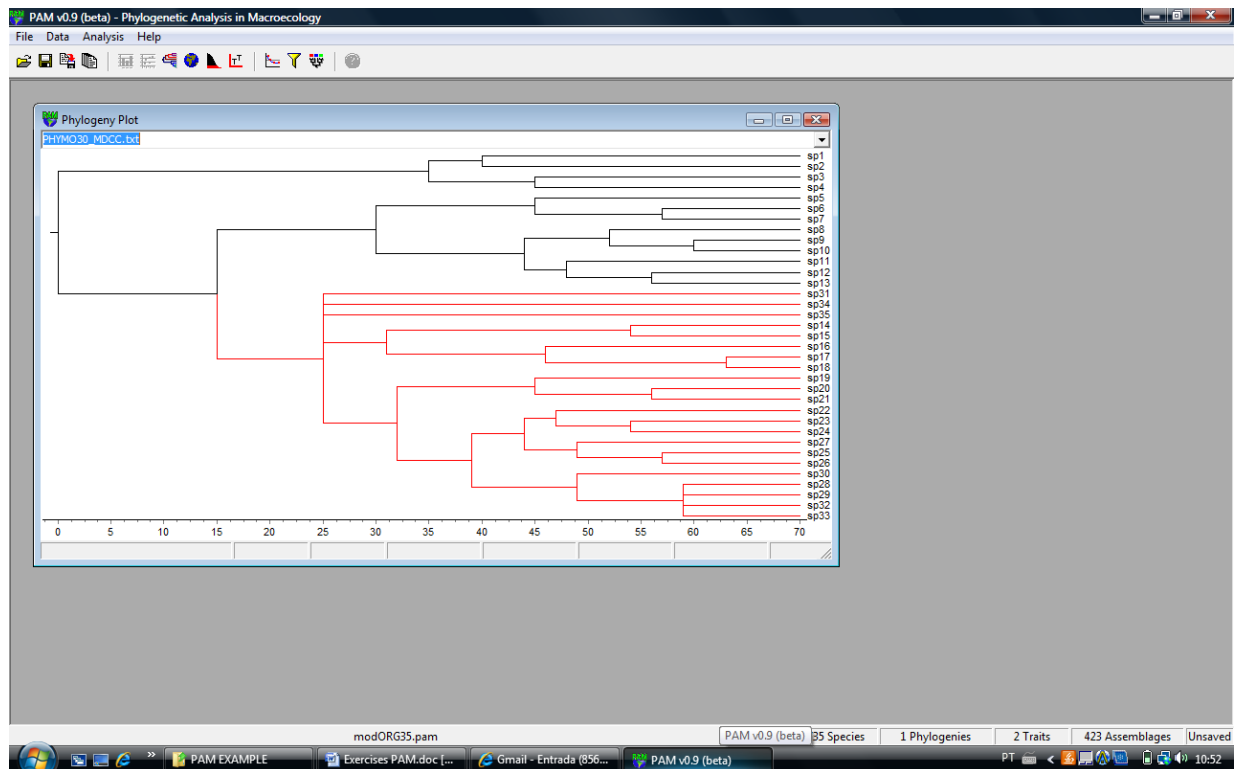 PAM v0.9 (beta) - Phylogenetic Analysis in Macroecology
File Data Analysis Help
Phylogeny Plot
PHYMO30_MDCC.txt
sp1
sp2
sp3
sp4
sp5
sp6
sp7
sp8
sp9
sp10
sp11
sp12
sp13
sp31
sp34
sp35
sp14
sp15
sp16
sp17
sp18
sp19
sp20
sp21
sp22
sp23
sp24
sp27
sp25
sp26
sp30
sp28
sp29
sp32
sp33
0 5 10 15 20 25 30 35 40 45 50 55 60 65 70
modORG35.pam PAM v0.9 (beta) 35 Species 1 Phylogenies 2 Traits 423 Assemblages Unsaved
PAM EXAMPLE Exercises PAM.doc [... Gmail - Entrada (856... PAM v0.9 (beta) PT 10:52